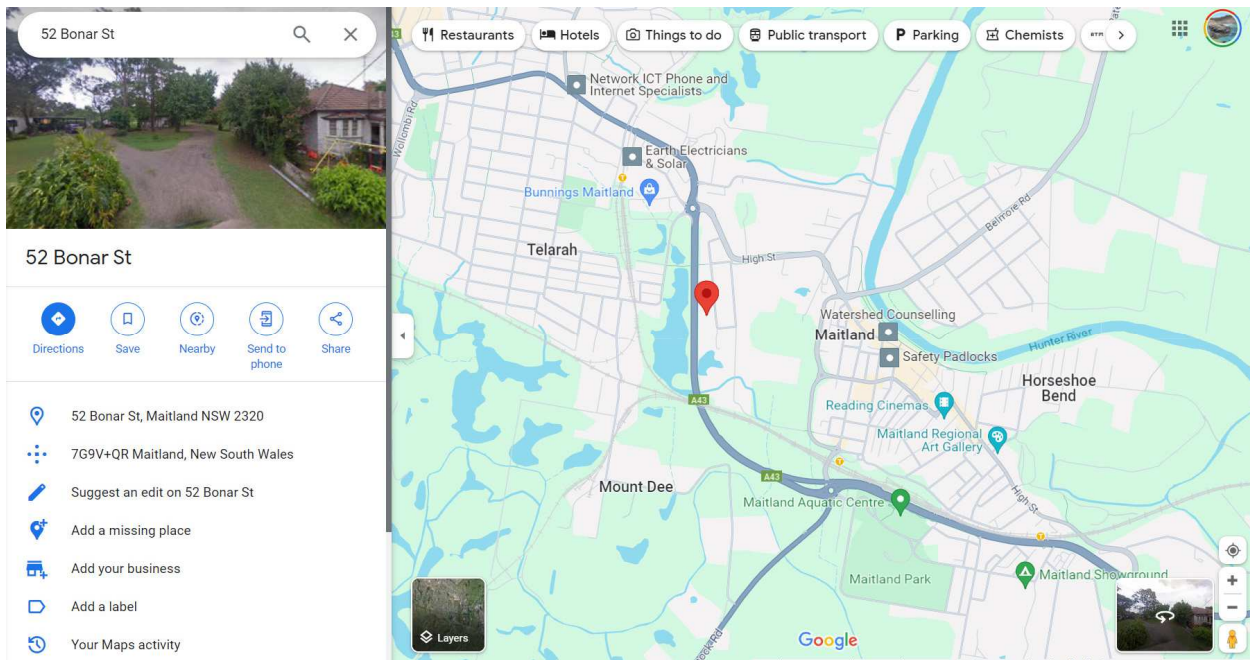 52 Bonar St
52 Bonar St
Directions
Save
Nearby
Send to
phone
Share
52 Bonar St, Maitland NSW 2320
7G9V+QR Maitland, New South Wales
Suggest an edit on 52 Bonar St
Add a missing place
Add your business
Add a label
Your Maps activity
Restaurants
Hotels
Things to do
Public transport
P Parking
Chemists
ATM
Network ICT Phone and
Internet Specialists
Wollombi Rd
Earth Electricians
& Solar
Bunnings Maitland
Belmore Rd
Telarah
High St
Watershed Counselling
Maitland
Safety Padlocks
Hunter River
Horseshoe
Bend
A43
Reading Cinemas
Maitland Regional
Art Gallery
A43
Mount Dee
Maitland Aquatic Centre
High St
Maitland Park
Maitland Showground
Layers
Google